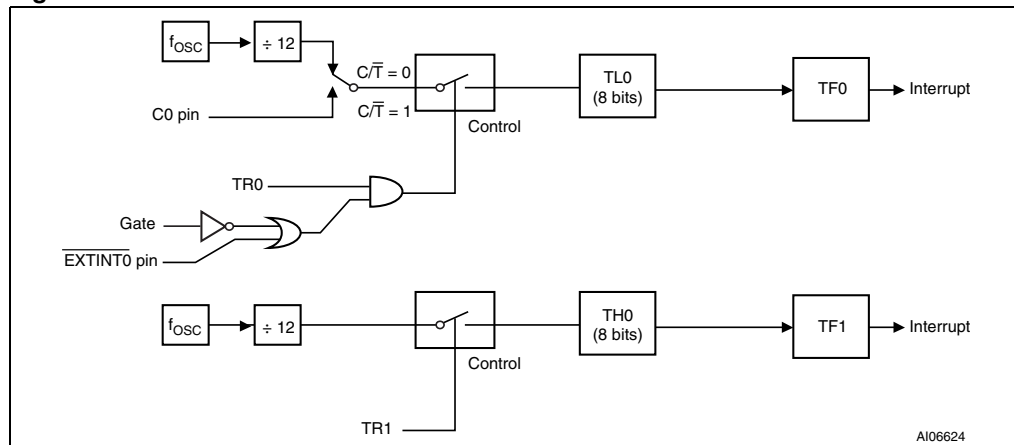 fOSC
÷ 12
C/T̅ = 0
C0 pin
C/T̅ = 1
Control
TL0
(8 bits)
TF0
Interrupt
TR0
Gate
E̅X̅T̅I̅N̅T̅0̅ pin
fOSC
÷ 12
Control
TH0
(8 bits)
TF1
Interrupt
TR1
AI06624